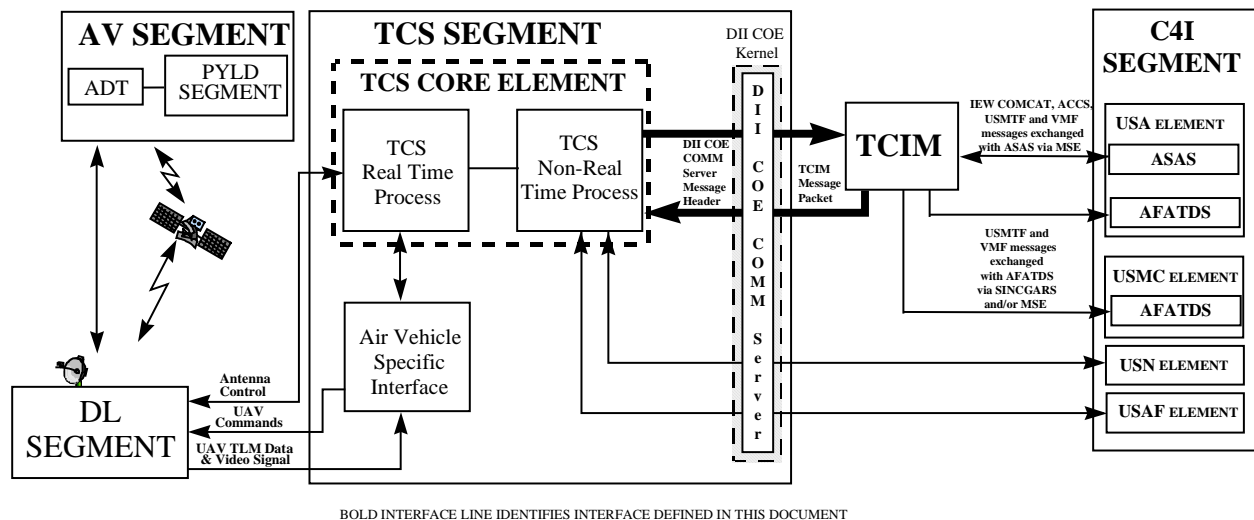 AV SEGMENT
ADT
PYLD
SEGMENT
DL
SEGMENT
Antenna
Control
UAV
Commands
UAV TLM Data
& Video Signal
TCS SEGMENT
TCS CORE ELEMENT
TCS
Real Time
Process
TCS
Non-Real
Time Process
Air Vehicle
Specific
Interface
DII COE
COMM
Server
Message
Header
DII COE
Kernel
DII COE COMM Server
TCIM
Message
Packet
TCIM
IEW COMCAT, ACCS,
USMTF and VMF
messages exchanged
with ASAS via MSE
USMTF and
VMF messages
exchanged
with AFATDS
via SINCGARS
and/or MSE
C4I
SEGMENT
USA ELEMENT
ASAS
AFATDS
USMC ELEMENT
AFATDS
USN ELEMENT
USAF ELEMENT
BOLD INTERFACE LINE IDENTIFIES INTERFACE DEFINED IN THIS DOCUMENT